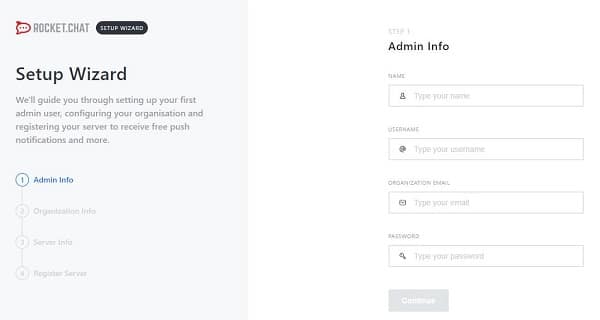 ROCKET.CHAT SETUP WIZARD
Setup Wizard
We'll guide you through setting up your first
admin user, configuring your organisation and
registering your server to receive free push
notifications and more.
1 Admin Info
2 Organization Info
3 Server Info
4 Register Server
STEP 1
Admin Info
NAME
Type your name
USERNAME
@ Type your username
ORGANIZATION EMAIL
Type your email
PASSWORD
Type your password
Continue